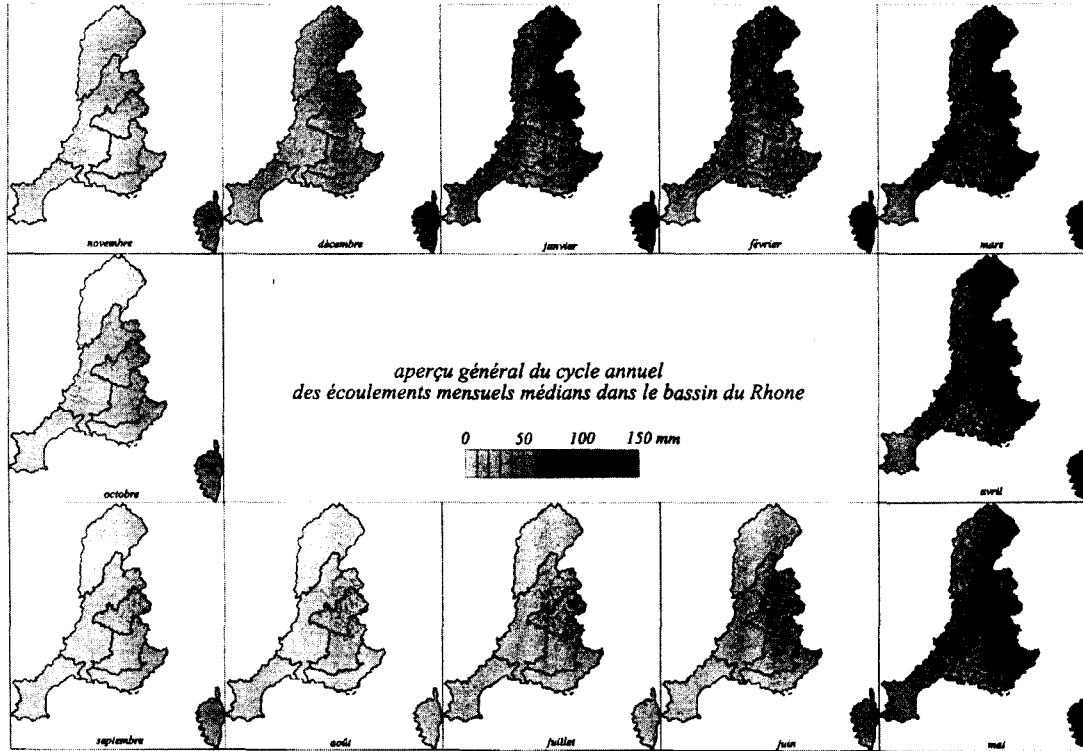 novembre
décembre
janvier
février
mars
octobre
aperçu général du cycle annuel
des écoulements mensuels médians dans le bassin du Rhone
0 50 100 150 mm
avril
septembre
août
juillet
juin
mai